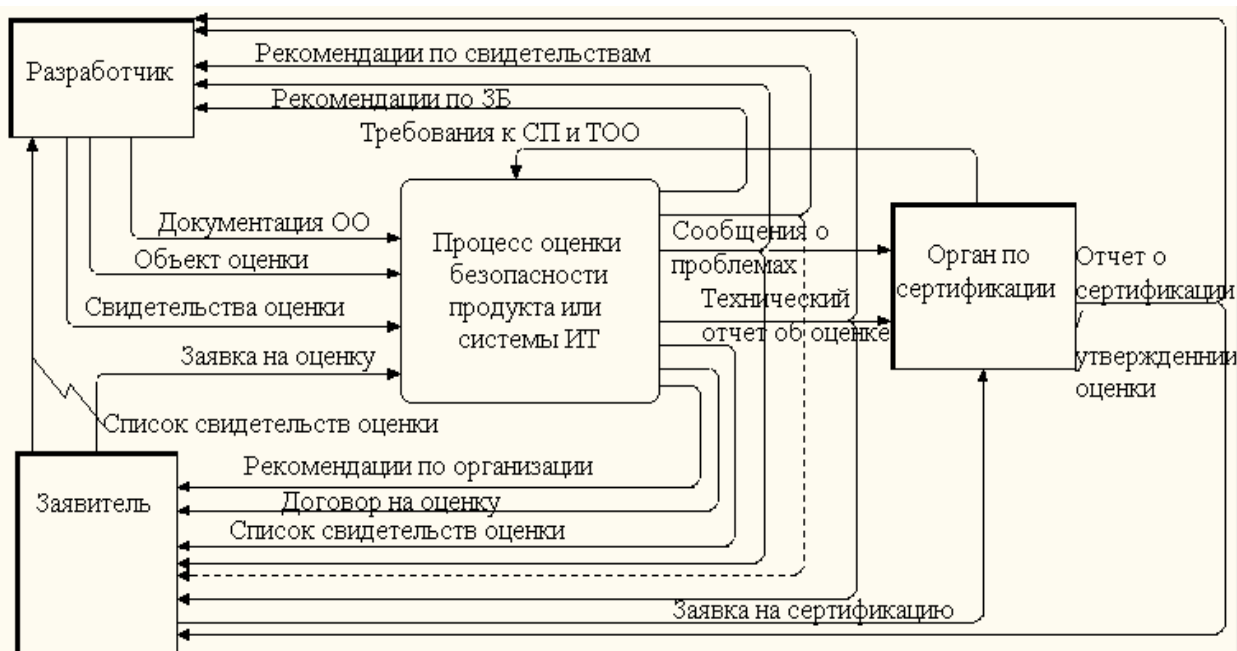 Разработчик
Рекомендации по свидетельствам
Рекомендации по ЗБ
Требования к СП и ТОО
Документация ОО
Объект оценки
Свидетельства оценки
Заявка на оценку
Процесс оценки
безопасности
продукта или
системы ИТ
Сообщения о
проблемах
Технический
отчет об оценке
Орган по
сертификации
Отчет о
сертификации
/
утвержденнии
оценки
Список свидетельств оценки
Заявитель
Рекомендации по организации
Договор на оценку
Список свидетельств оценки
Заявка на сертификацию